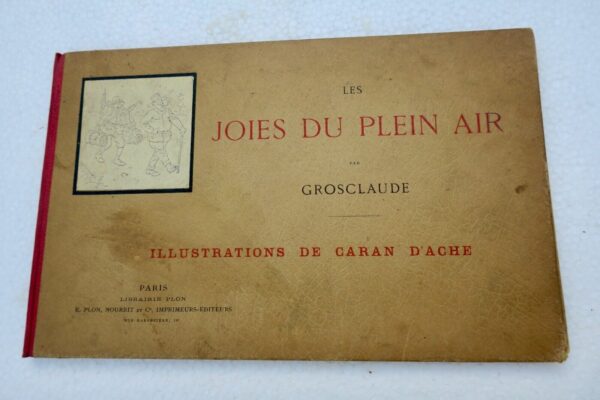 LES
JOIES DU PLEIN AIR
PAR
GROSCLAUDE
ILLUSTRATIONS DE CARAN D'ACHE
PARIS
LIBRAIRIE PLON
E. PLON, NOURRIT ET Cie, IMPRIMEURS-ÉDITEURS
RUE GARANCIÈRE, 10